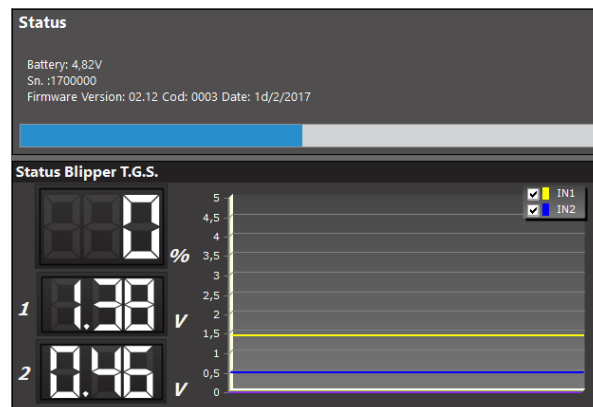 Status
Battery: 4,82V
Sn. :1700000
Firmware Version: 02.12 Cod: 0003 Date: 1d/2/2017
Status Blipper T.G.S.
0 %
1 1.38 V
2 0.46 V
5
4,5
4
3,5
3
2,5
2
1,5
1
0,5
0
IN1
IN2